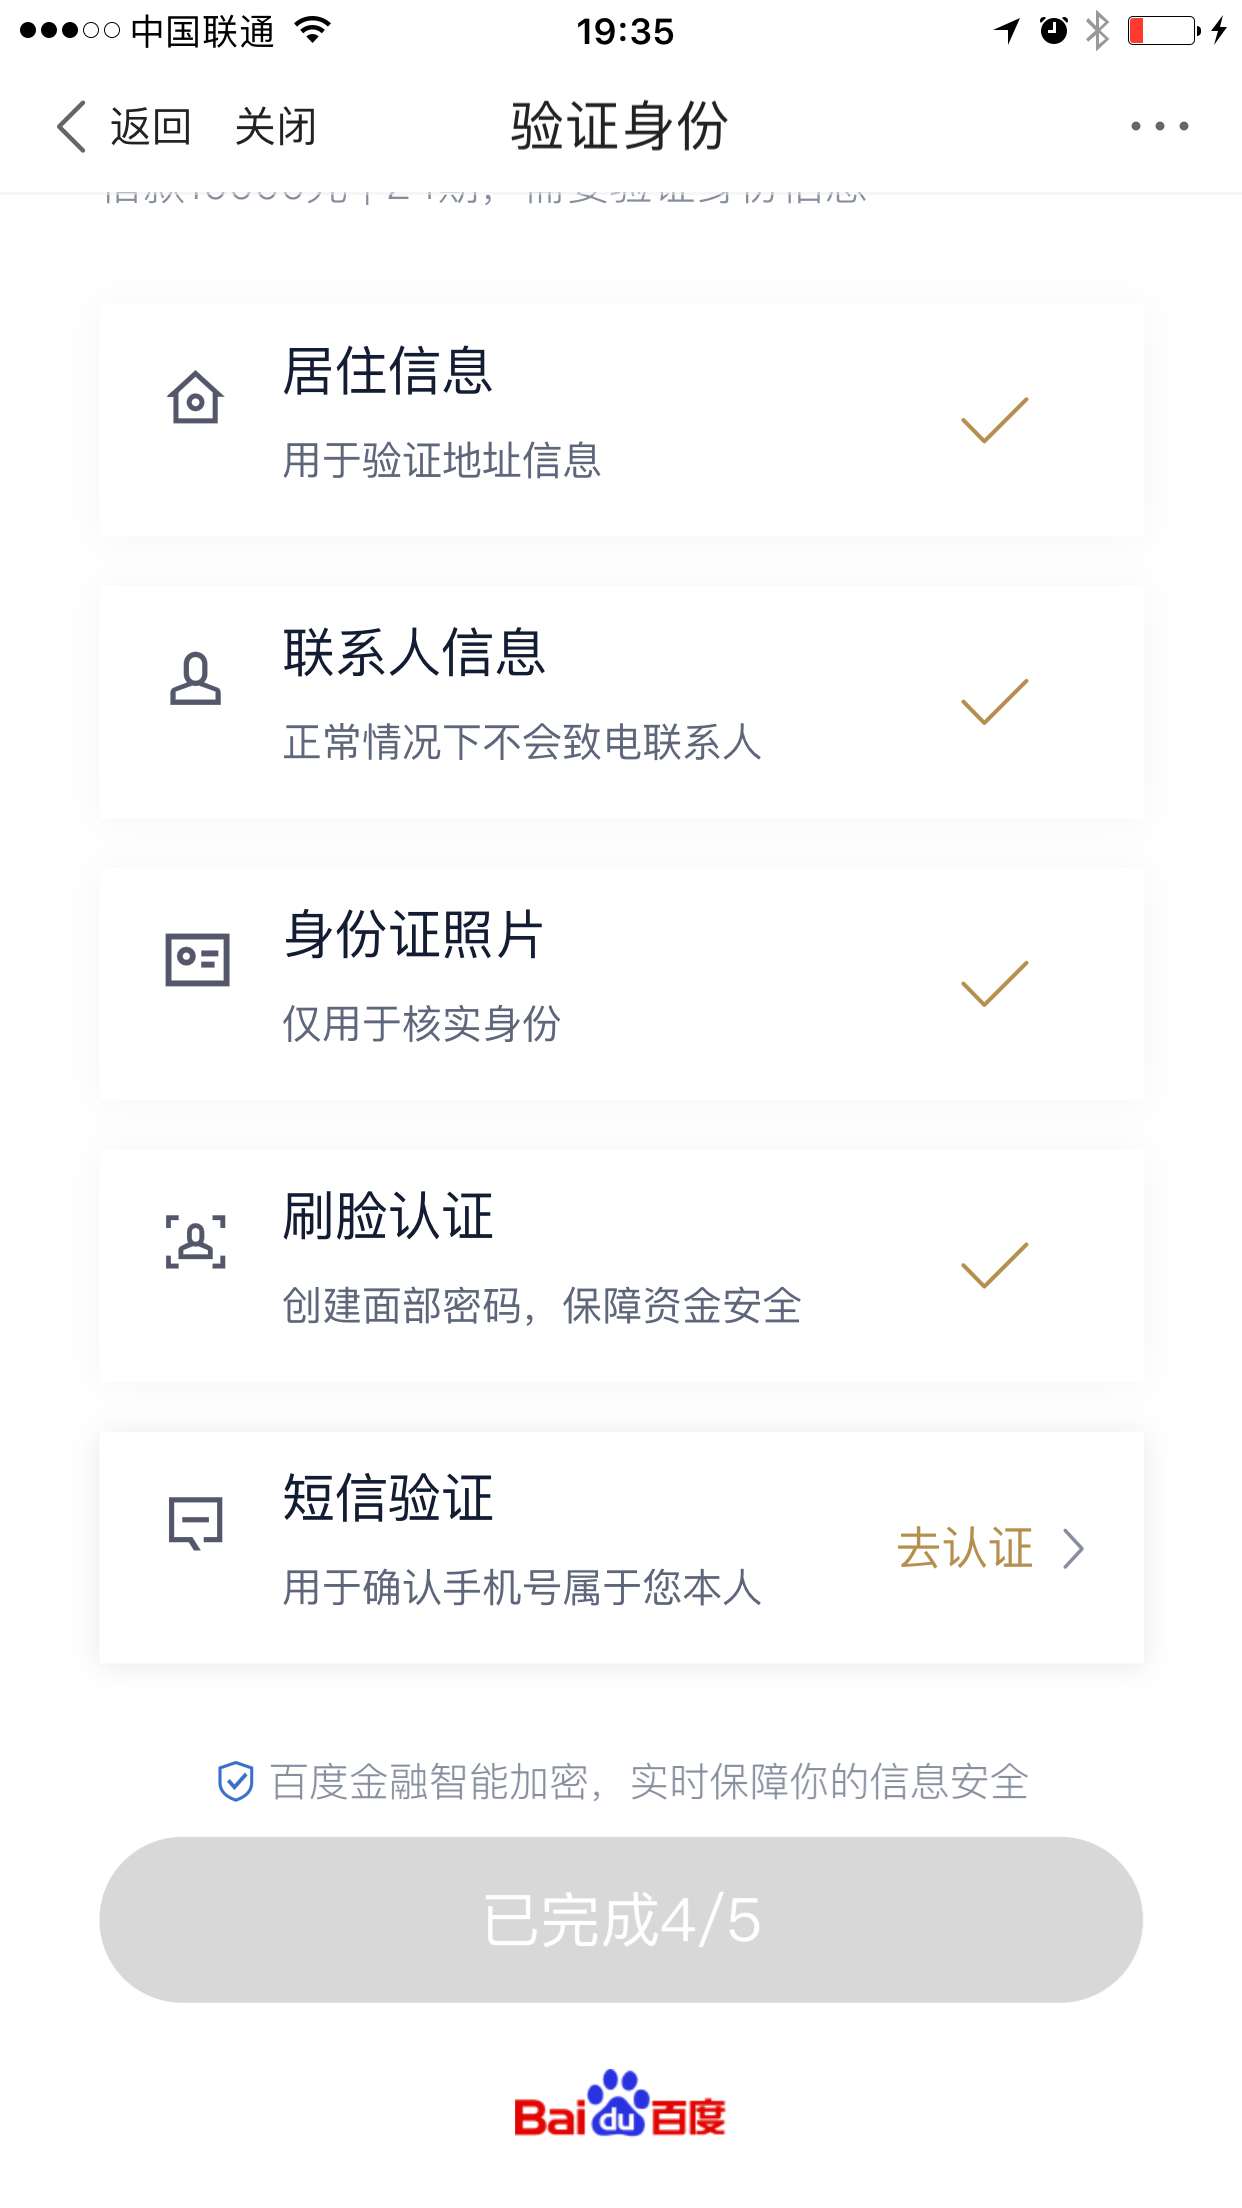 中国联通 19:35
返回 关闭 验证身份
居住信息
用于验证地址信息
联系人信息
正常情况下不会致电联系人
身份证照片
仅用于核实身份
刷脸认证
创建面部密码，保障资金安全
短信验证
用于确认手机号属于您本人
去认证
百度金融智能加密，实时保障你的信息安全
已完成4/5
Baidu百度